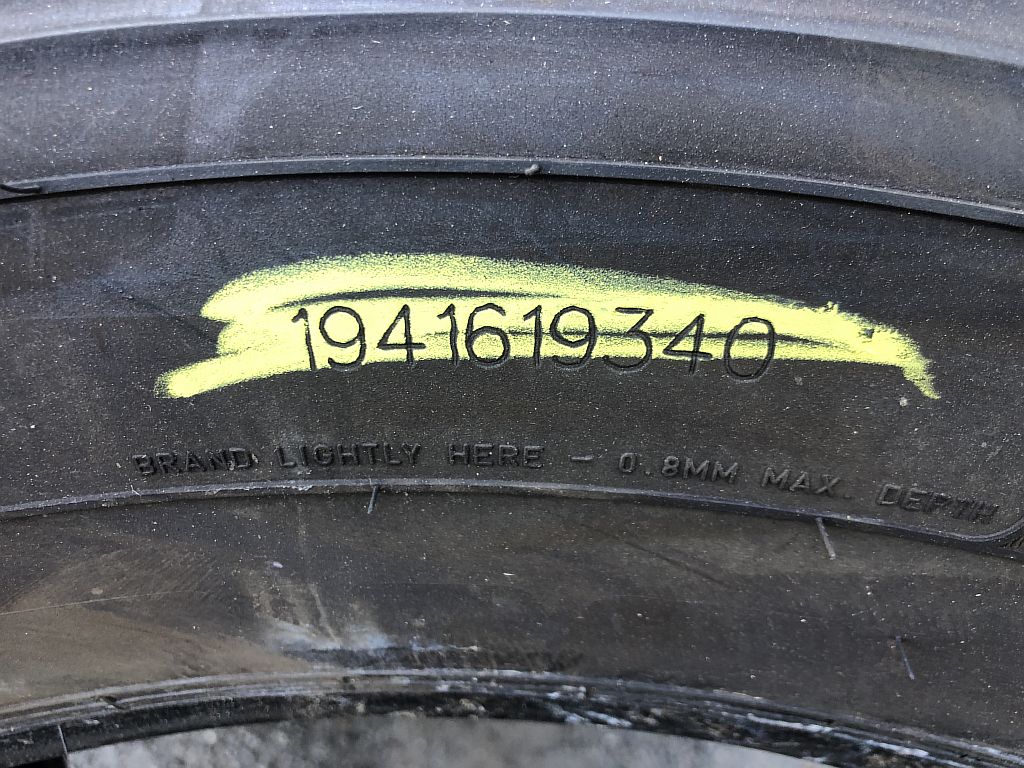 1941619340
BRAND LIGHTLY HERE - 0.8MM MAX. DEPTH